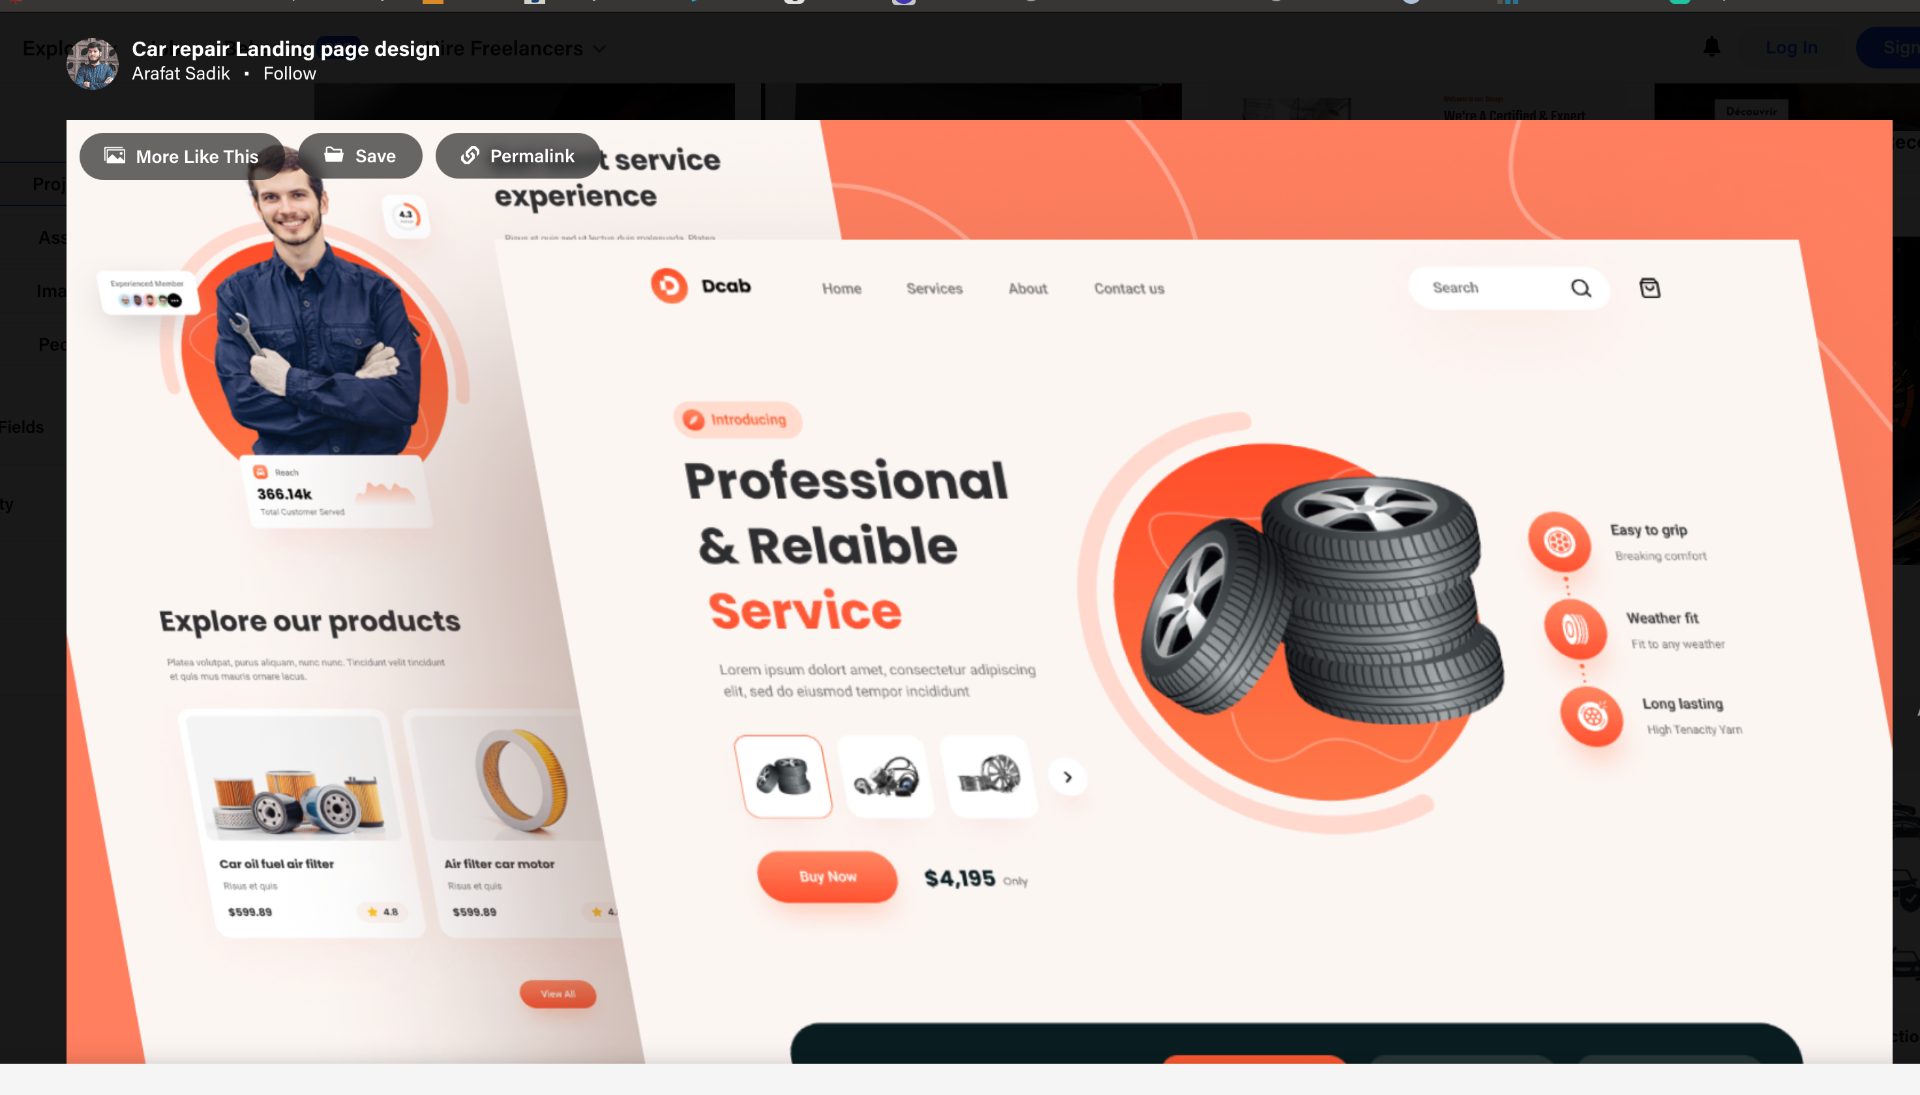 Hire Freelancers
Log In
Car repair Landing page design
Arafat Sadik • Follow
We're A Certified & Expert
Découvrir
More Like This
Save
Permalink
t service
experience
4.3
Experienced Member
Reach
366.14k
Total Customer Served
Explore our products
Platea volutpat, purus aliquam, nunc nunc. Tincidunt velit tincidunt
et quis mus mauris ornare lacus.
Car oil fuel air filter
Risus et quis
$599.89
4.8
Air filter car motor
Risus et quis
$599.89
View All
Dcab
Home
Services
About
Contact us
Search
Introducing
Professional
& Relaible
Service
Lorem ipsum dolort amet, consectetur adipiscing
elit, sed do eiusmod tempor incididunt
Buy Now
$4,195 Only
Easy to grip
Breaking comfort
Weather fit
Fit to any weather
Long lasting
High Tenacity Yarn
Fields